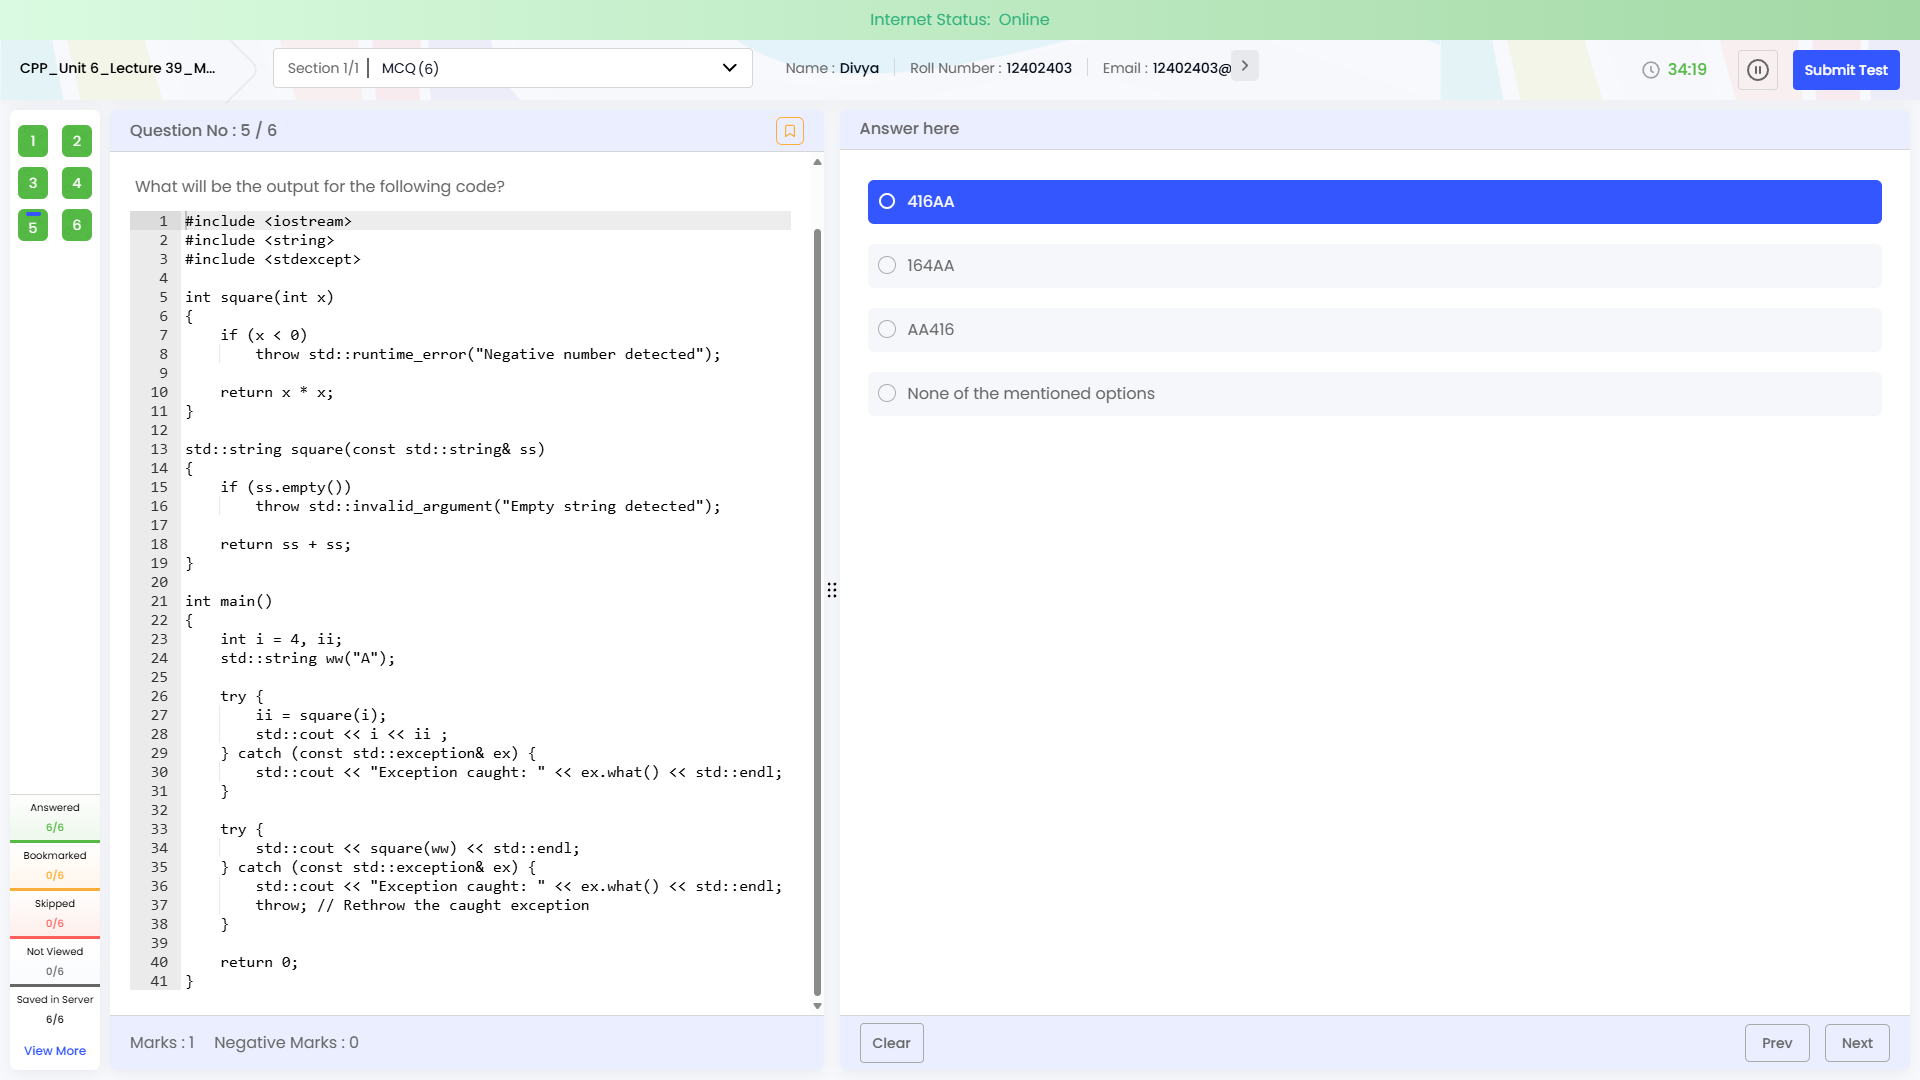 Internet Status: Online
CPP_Unit 6_Lecture 39_M...
Section 1/1 | MCQ (6)
Name : Divya
Roll Number : 12402403
Email : 12402403@
34:19
Submit Test
1 2
3 4
5 6
Question No : 5 / 6
What will be the output for the following code?
1 #include <iostream>
2 #include <string>
3 #include <stdexcept>
4
5 int square(int x)
6 {
7     if (x < 0)
8         throw std::runtime_error("Negative number detected");
9
10     return x * x;
11 }
12
13 std::string square(const std::string& ss)
14 {
15     if (ss.empty())
16         throw std::invalid_argument("Empty string detected");
17
18     return ss + ss;
19 }
20
21 int main()
22 {
23     int i = 4, ii;
24     std::string ww("A");
25
26     try {
27         ii = square(i);
28         std::cout << i << ii ;
29     } catch (const std::exception& ex) {
30         std::cout << "Exception caught: " << ex.what() << std::endl;
31     }
32
33     try {
34         std::cout << square(ww) << std::endl;
35     } catch (const std::exception& ex) {
36         std::cout << "Exception caught: " << ex.what() << std::endl;
37         throw; // Rethrow the caught exception
38     }
39
40     return 0;
41 }
Marks : 1 Negative Marks : 0
Answered
6/6
Bookmarked
0/6
Skipped
0/6
Not Viewed
0/6
Saved in Server
6/6
View More
Answer here
416AA
164AA
AA416
None of the mentioned options
Clear
Prev
Next